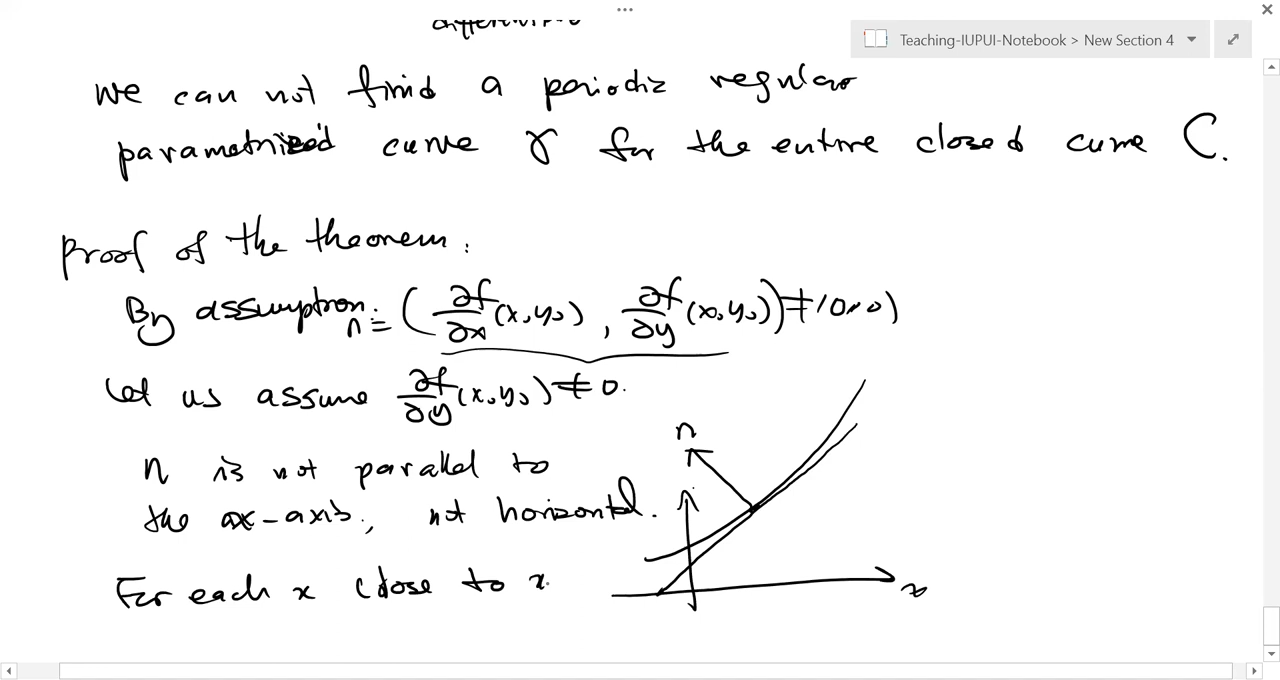 Teaching-IUPUI-Notebook > New Section 4
We can not find a periodic regular
parametrized curve γ for the entire closed curve C.
Proof of the theorem:
By assumption: n = (∂f/∂x (x₀, y₀), ∂f/∂y (x₀, y₀)) ≠ (0, 0)
Let us assume ∂f/∂y (x₀, y₀) ≠ 0.
n
n is not parallel to
the x-axis, not horizontal.
For each x close to x
x